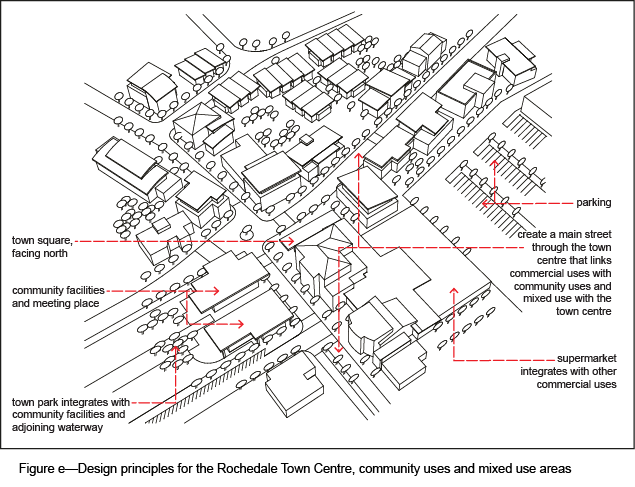 town square,
facing north
community facilities
and meeting place
town park integrates with
community facilities and
adjoining waterway
parking
create a main street
through the town
centre that links
commercial uses with
community uses and
mixed use with the
town centre
supermarket
integrates with other
commercial uses
Figure e—Design principles for the Rochedale Town Centre, community uses and mixed use areas